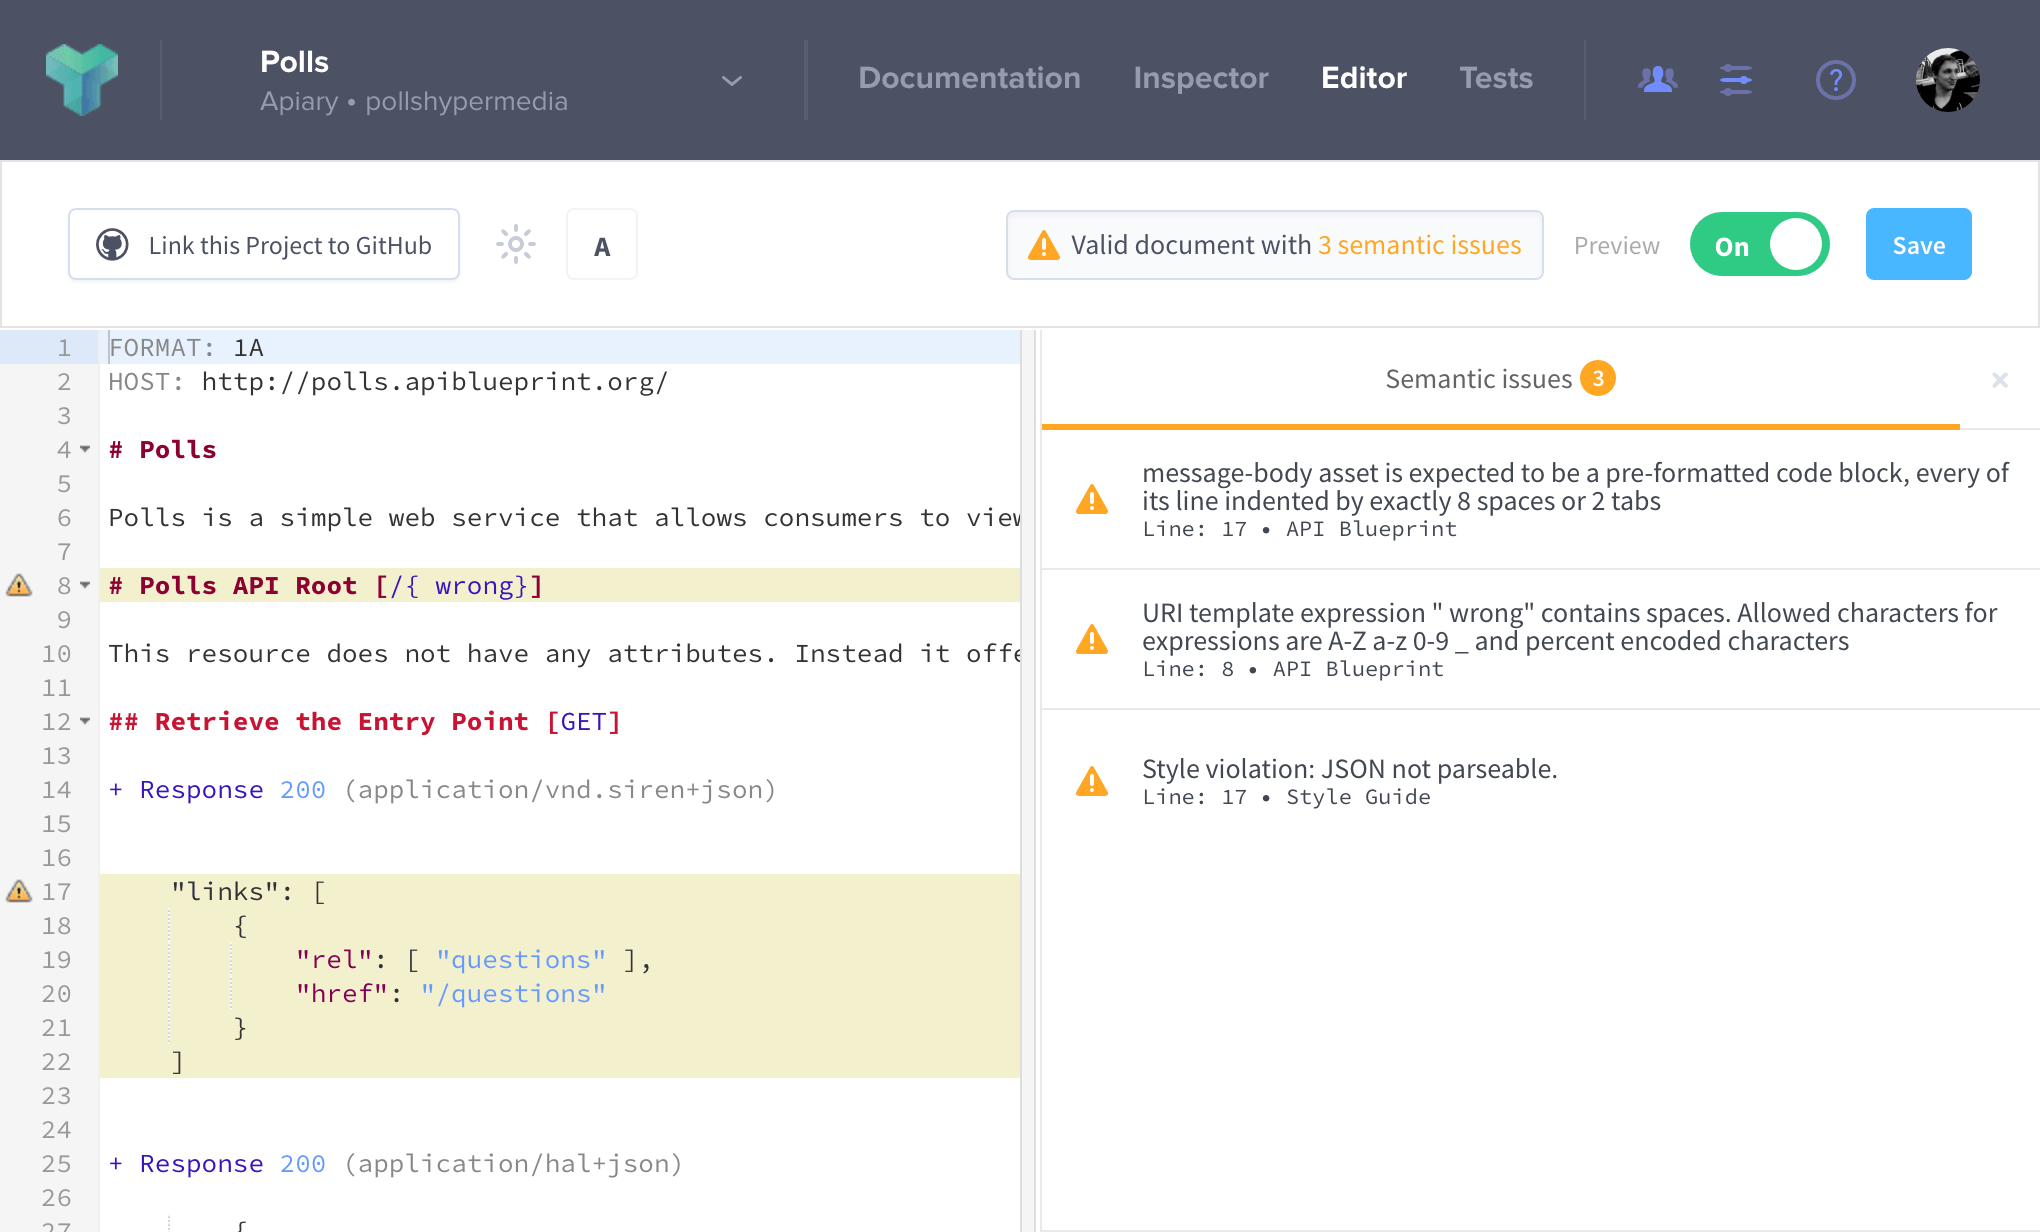 Polls
Apiary • pollshypermedia
Documentation
Inspector
Editor
Tests
?
Link this Project to GitHub
A
Valid document with 3 semantic issues
Preview
On
Save
1 FORMAT: 1A
2 HOST: http://polls.apiblueprint.org/
3
4 # Polls
5
6 Polls is a simple web service that allows consumers to view
7
8 # Polls API Root [/{ wrong}]
9
10 This resource does not have any attributes. Instead it offe
11
12 ## Retrieve the Entry Point [GET]
13
14 + Response 200 (application/vnd.siren+json)
15
16
17 "links": [
18 {
19 "rel": [ "questions" ],
20 "href": "/questions"
21 }
22 ]
23
24
25 + Response 200 (application/hal+json)
26
27 {
Semantic issues 3
×
message-body asset is expected to be a pre-formatted code block, every of
its line indented by exactly 8 spaces or 2 tabs
Line: 17 • API Blueprint
URI template expression " wrong" contains spaces. Allowed characters for
expressions are A-Z a-z 0-9 _ and percent encoded characters
Line: 8 • API Blueprint
Style violation: JSON not parseable.
Line: 17 • Style Guide